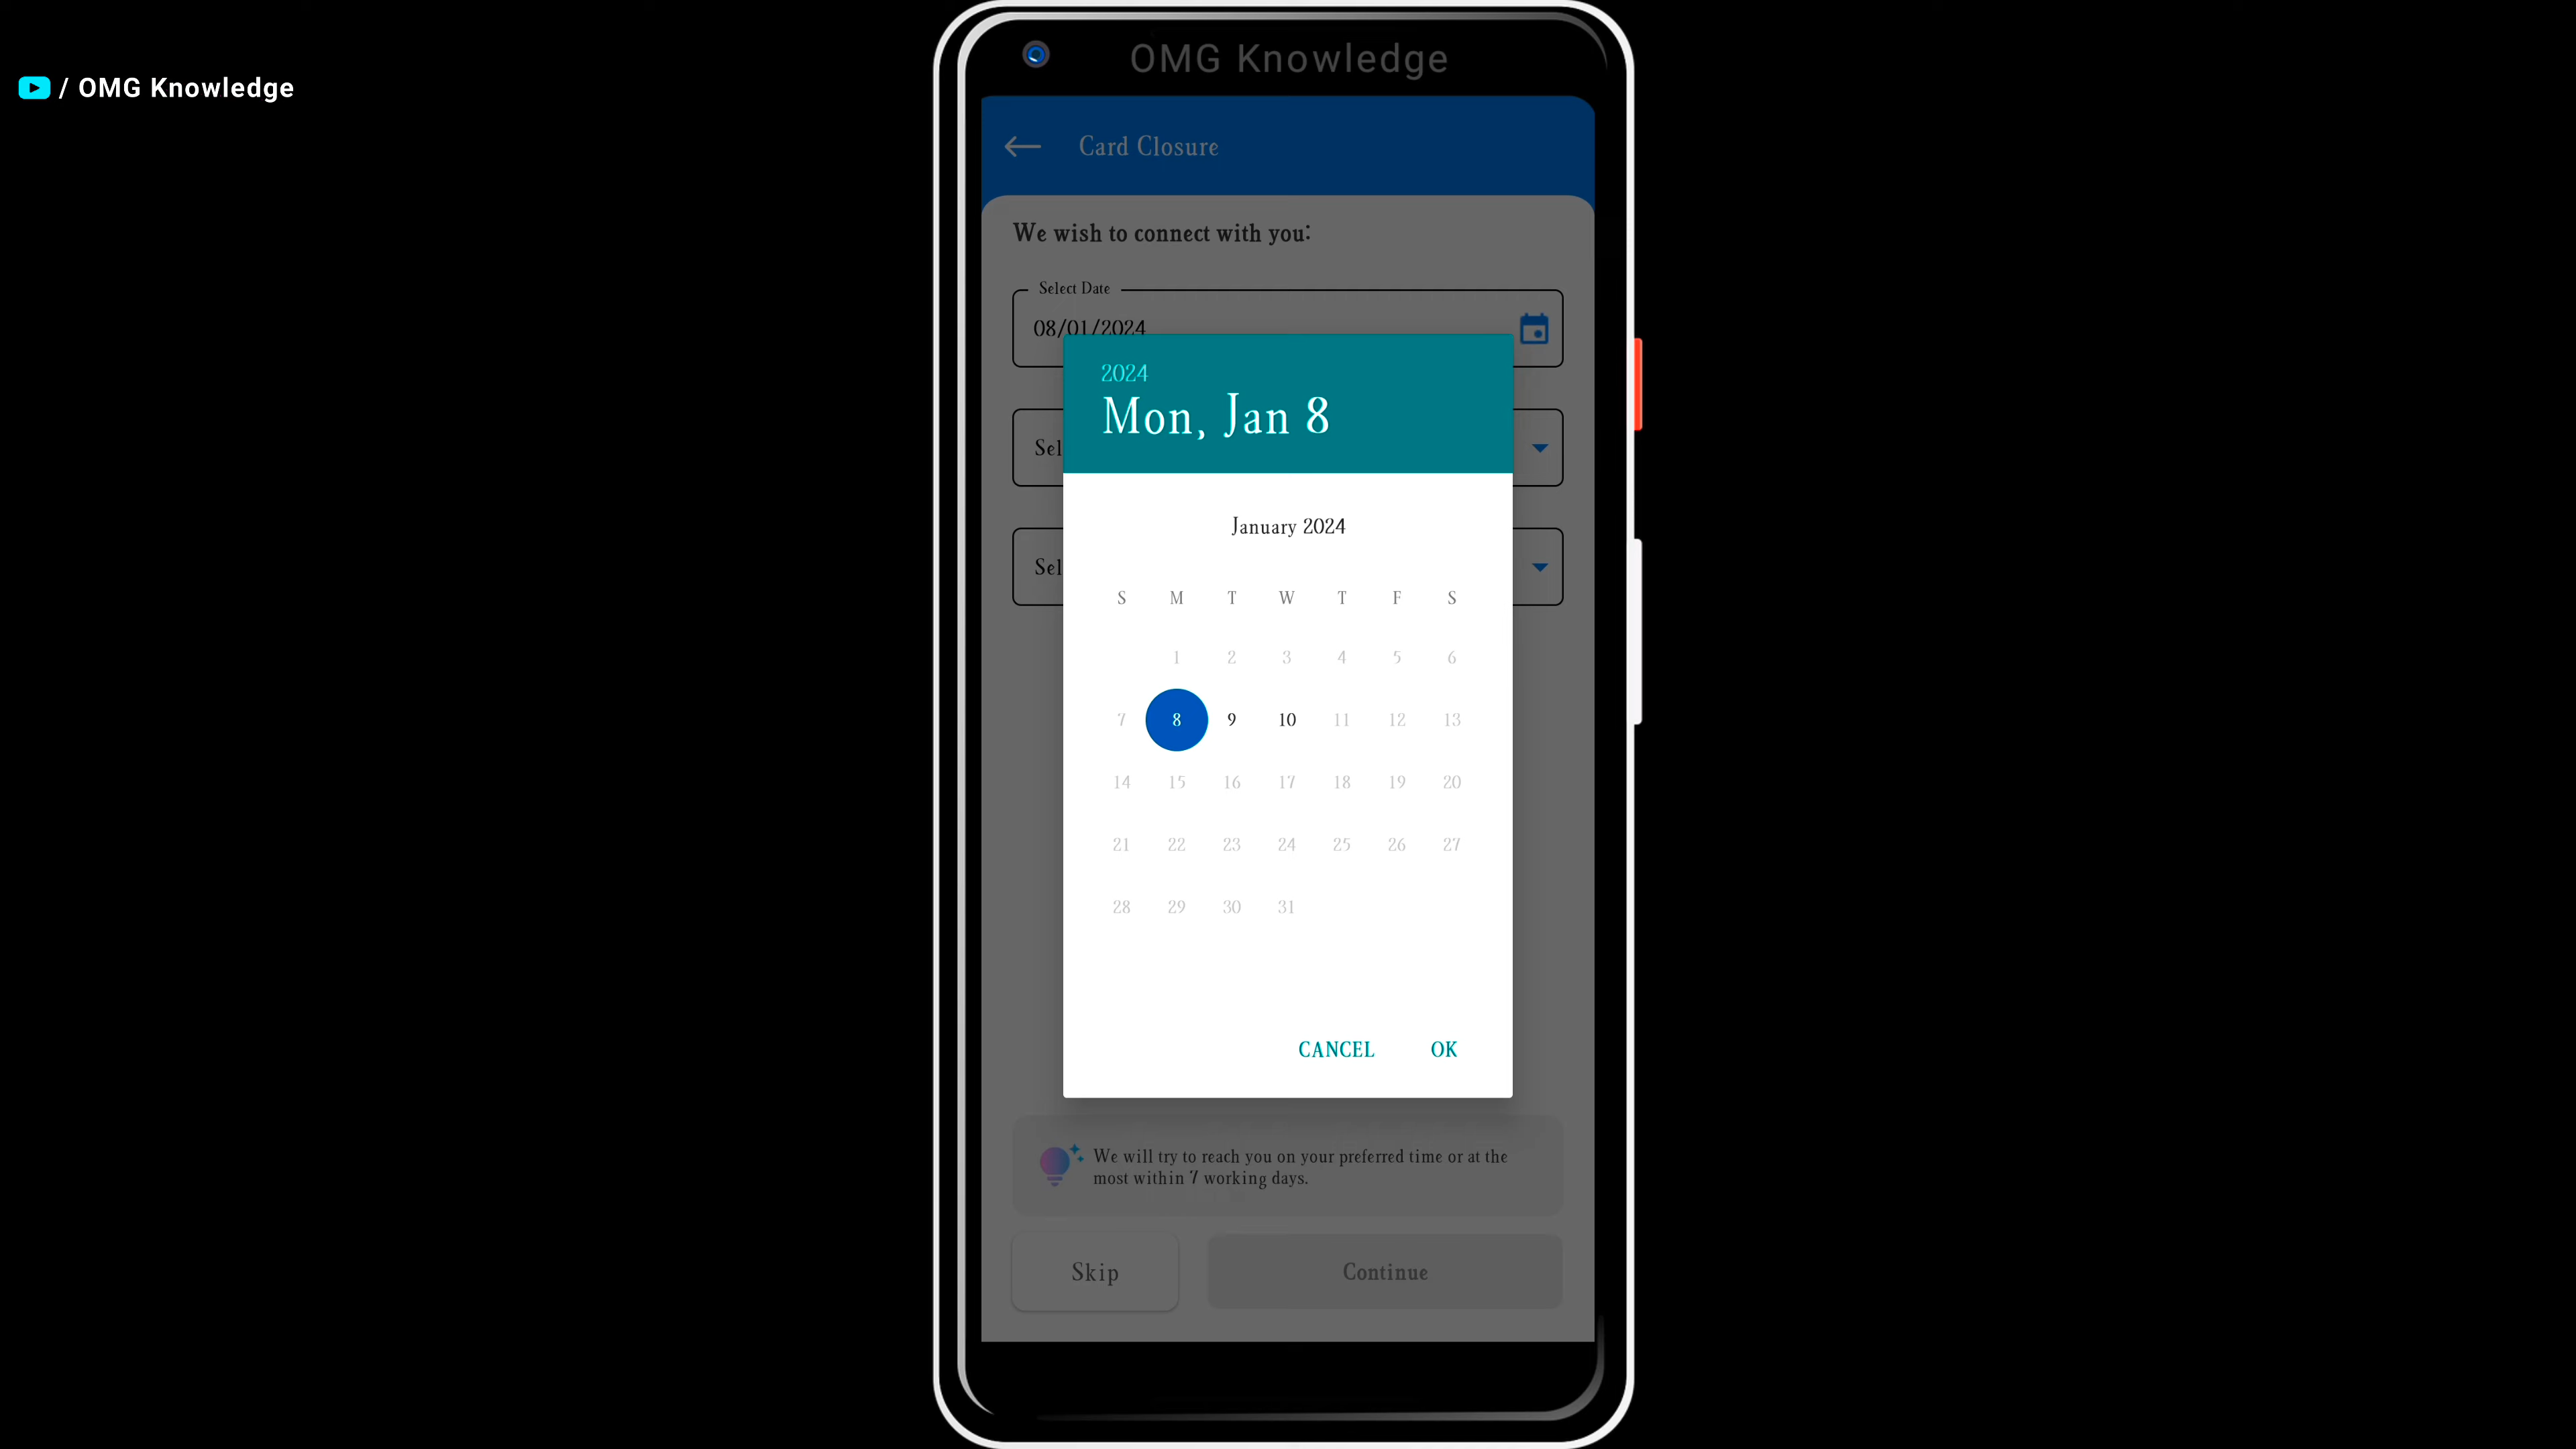 / OMG Knowledge
OMG Knowledge
Card Closure
We wish to connect with you:
Select Date
08/01/2024
2024
Mon, Jan 8
Sel
January 2024
Sel
S M T W T F S
1 2 3 4 5 6
7 8 9 10 11 12 13
14 15 16 17 18 19 20
21 22 23 24 25 26 27
28 29 30 31
CANCEL OK
We will try to reach you on your preferred time or at the
most within 7 working days.
Skip
Continue